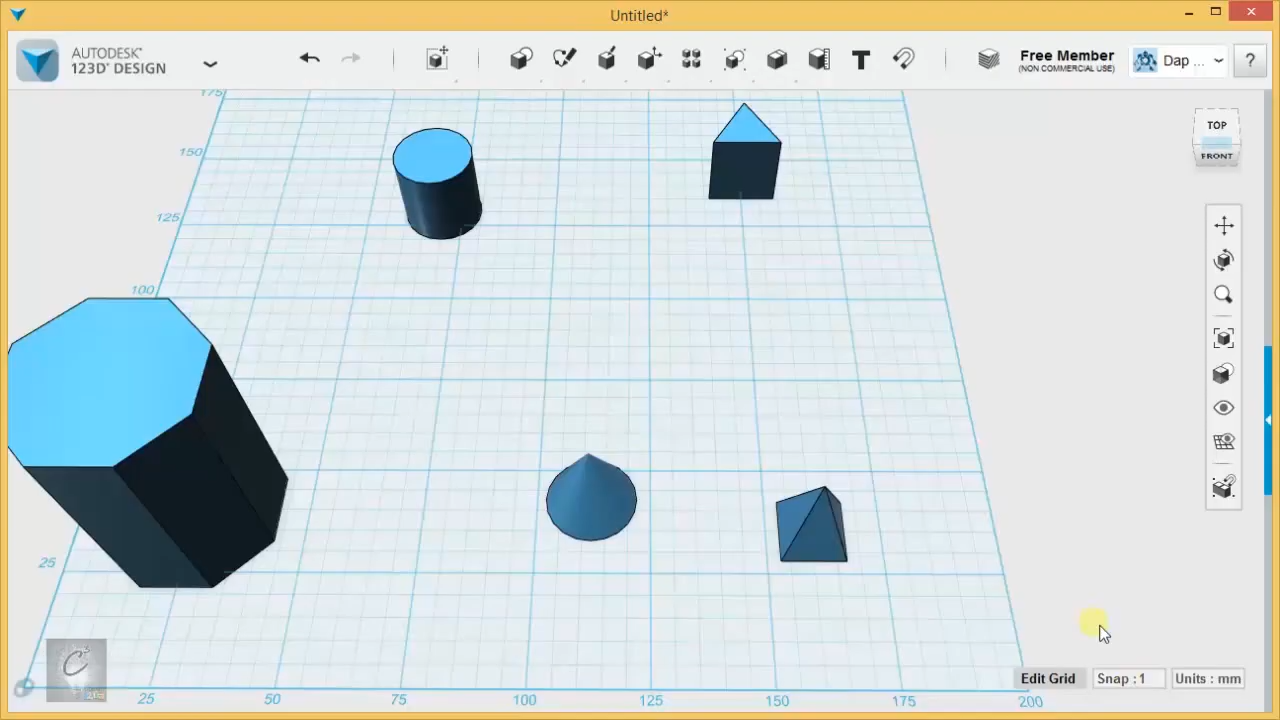 Untitled*
AUTODESK®
123D® DESIGN
Free Member
(NON COMMERCIAL USE)
Dap ...
?
TOP
FRONT
175
150
125
100
25
25
50
75
100
125
150
175
200
Edit Grid
Snap : 1
Units : mm